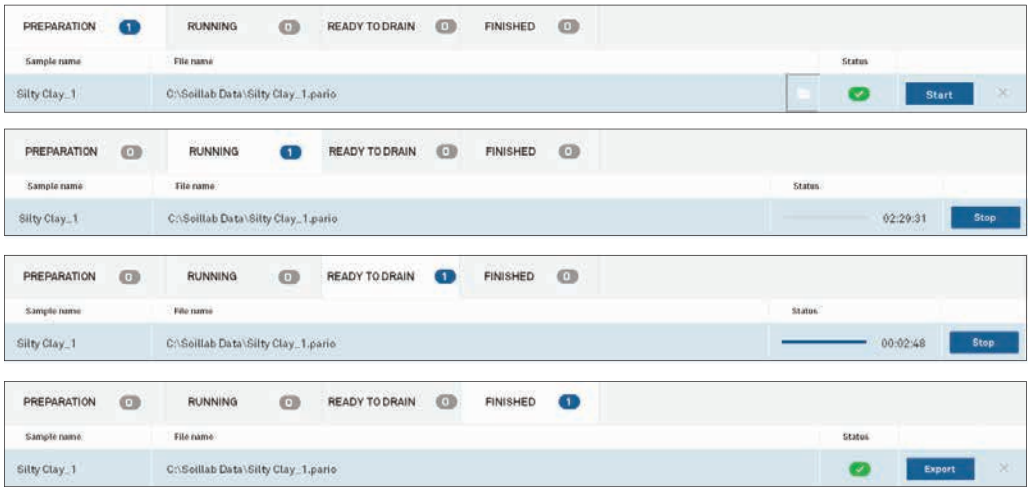 PREPARATION 1 RUNNING 0 READY TO DRAIN 0 FINISHED 0
Sample name File name Status
Silty Clay_1 C:\Soillab Data\Silty Clay_1.pario Start ×
PREPARATION 0 RUNNING 1 READY TO DRAIN 0 FINISHED 0
Sample name File name Status
Silty Clay_1 C:\Soillab Data\Silty Clay_1.pario 02:29:31 Stop
PREPARATION 0 RUNNING 0 READY TO DRAIN 1 FINISHED 0
Sample name File name Status
Silty Clay_1 C:\Soillab Data\Silty Clay_1.pario 00:02:48 Stop
PREPARATION 0 RUNNING 0 READY TO DRAIN 0 FINISHED 1
Sample name File name Status
Silty Clay_1 C:\Soillab Data\Silty Clay_1.pario Export ×